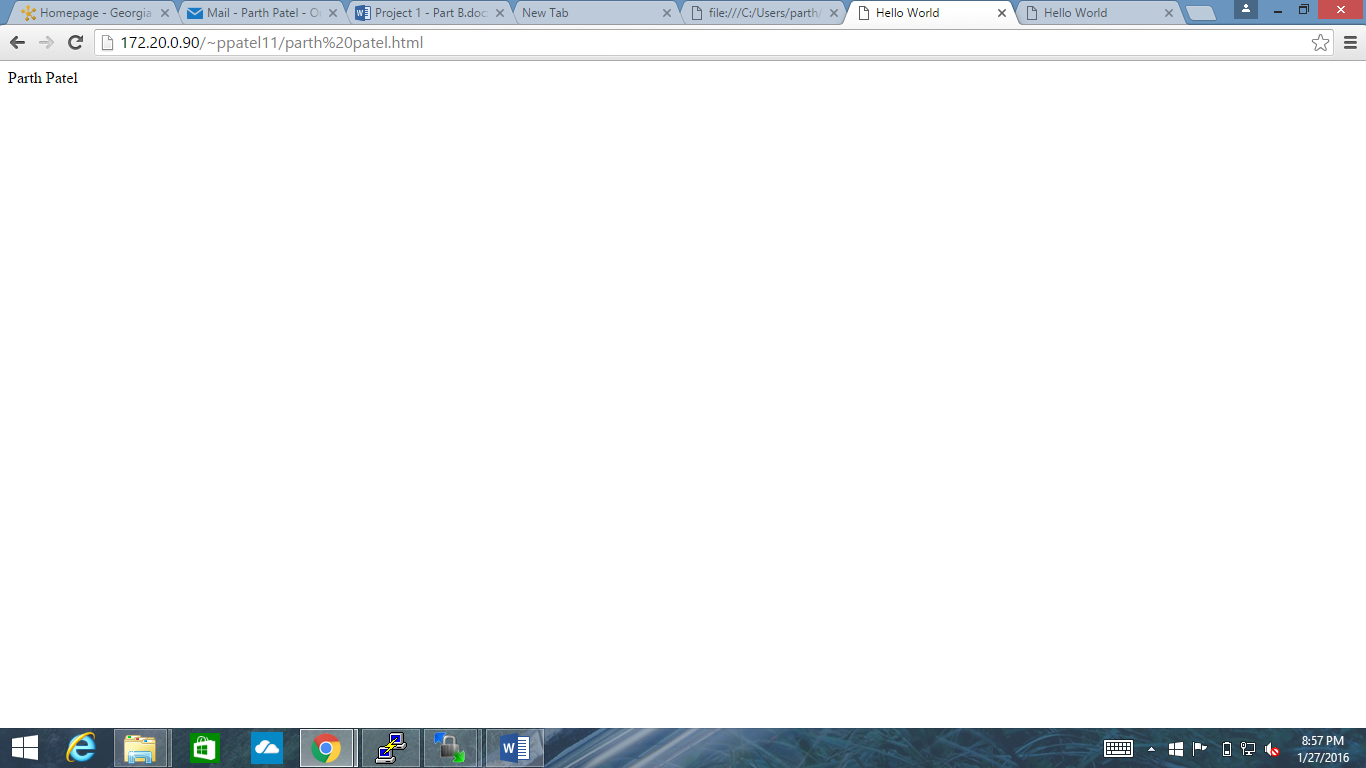 Homepage - Georgia
Mail - Parth Patel - O
Project 1 - Part B.doc
New Tab
file:///C:/Users/parth/
Hello World
Hello World
172.20.0.90/~ppatel11/parth%20patel.html
Parth Patel
8:57 PM
1/27/2016